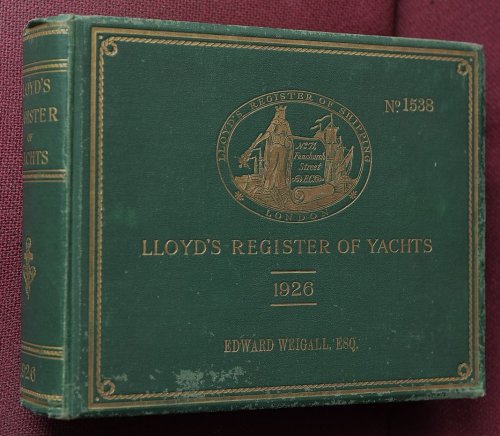 LLOYD'S
REGISTER
OF
YACHTS
1926
LLOYD'S REGISTER OF SHIPPING
No 71
Fenchurch
Street
E.C.
LONDON
No 1538
LLOYD'S REGISTER OF YACHTS
1926
EDWARD WEIGALL, ESQ.